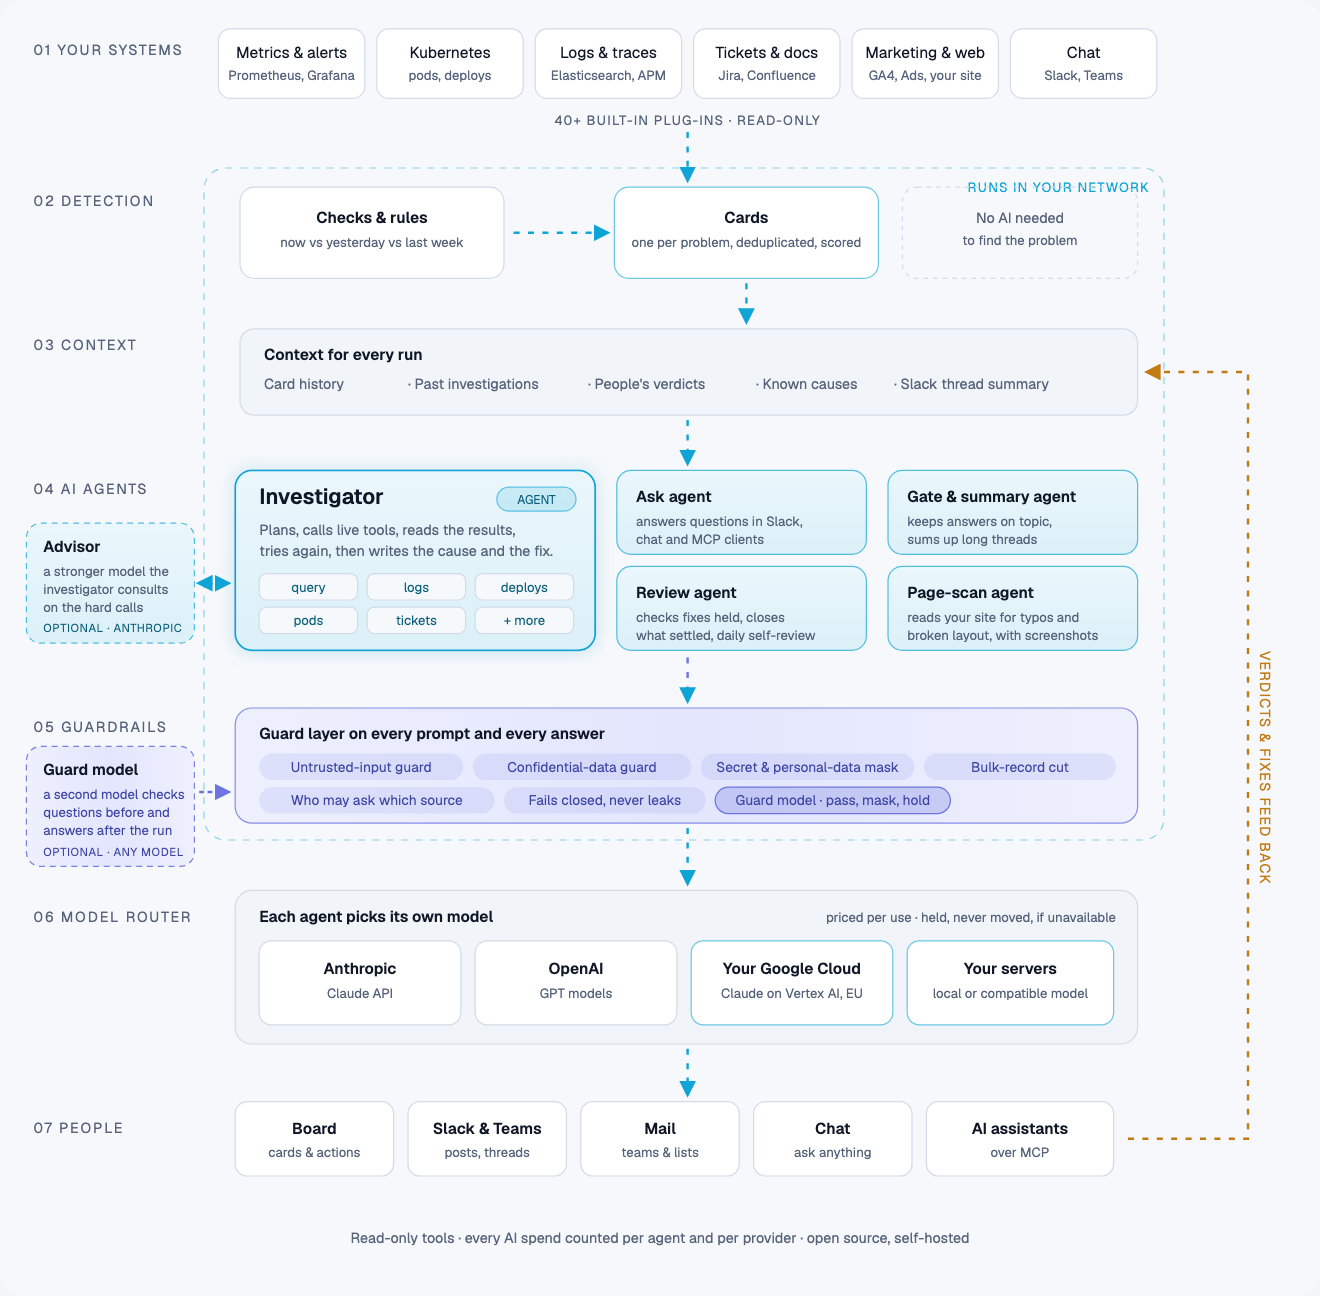 01 YOUR SYSTEMS
Metrics & alerts
Prometheus, Grafana
Kubernetes
pods, deploys
Logs & traces
Elasticsearch, APM
Tickets & docs
Jira, Confluence
Marketing & web
GA4, Ads, your site
Chat
Slack, Teams
40+ BUILT-IN PLUG-INS · READ-ONLY
RUNS IN YOUR NETWORK
02 DETECTION
Checks & rules
now vs yesterday vs last week
Cards
one per problem, deduplicated, scored
No AI needed
to find the problem
03 CONTEXT
Context for every run
Card history · Past investigations · People's verdicts · Known causes · Slack thread summary
04 AI AGENTS
Advisor
a stronger model the
investigator consults
on the hard calls
OPTIONAL · ANTHROPIC
Investigator
AGENT
Plans, calls live tools, reads the results,
tries again, then writes the cause and the fix.
query
logs
deploys
pods
tickets
+ more
Ask agent
answers questions in Slack,
chat and MCP clients
Gate & summary agent
keeps answers on topic,
sums up long threads
Review agent
checks fixes held, closes
what settled, daily self-review
Page-scan agent
reads your site for typos and
broken layout, with screenshots
VERDICTS & FIXES FEED BACK
05 GUARDRAILS
Guard model
a second model checks
questions before and
answers after the run
OPTIONAL · ANY MODEL
Guard layer on every prompt and every answer
Untrusted-input guard
Confidential-data guard
Secret & personal-data mask
Bulk-record cut
Who may ask which source
Fails closed, never leaks
Guard model · pass, mask, hold
06 MODEL ROUTER
Each agent picks its own model
priced per use · held, never moved, if unavailable
Anthropic
Claude API
OpenAI
GPT models
Your Google Cloud
Claude on Vertex AI, EU
Your servers
local or compatible model
07 PEOPLE
Board
cards & actions
Slack & Teams
posts, threads
Mail
teams & lists
Chat
ask anything
AI assistants
over MCP
Read-only tools · every AI spend counted per agent and per provider · open source, self-hosted